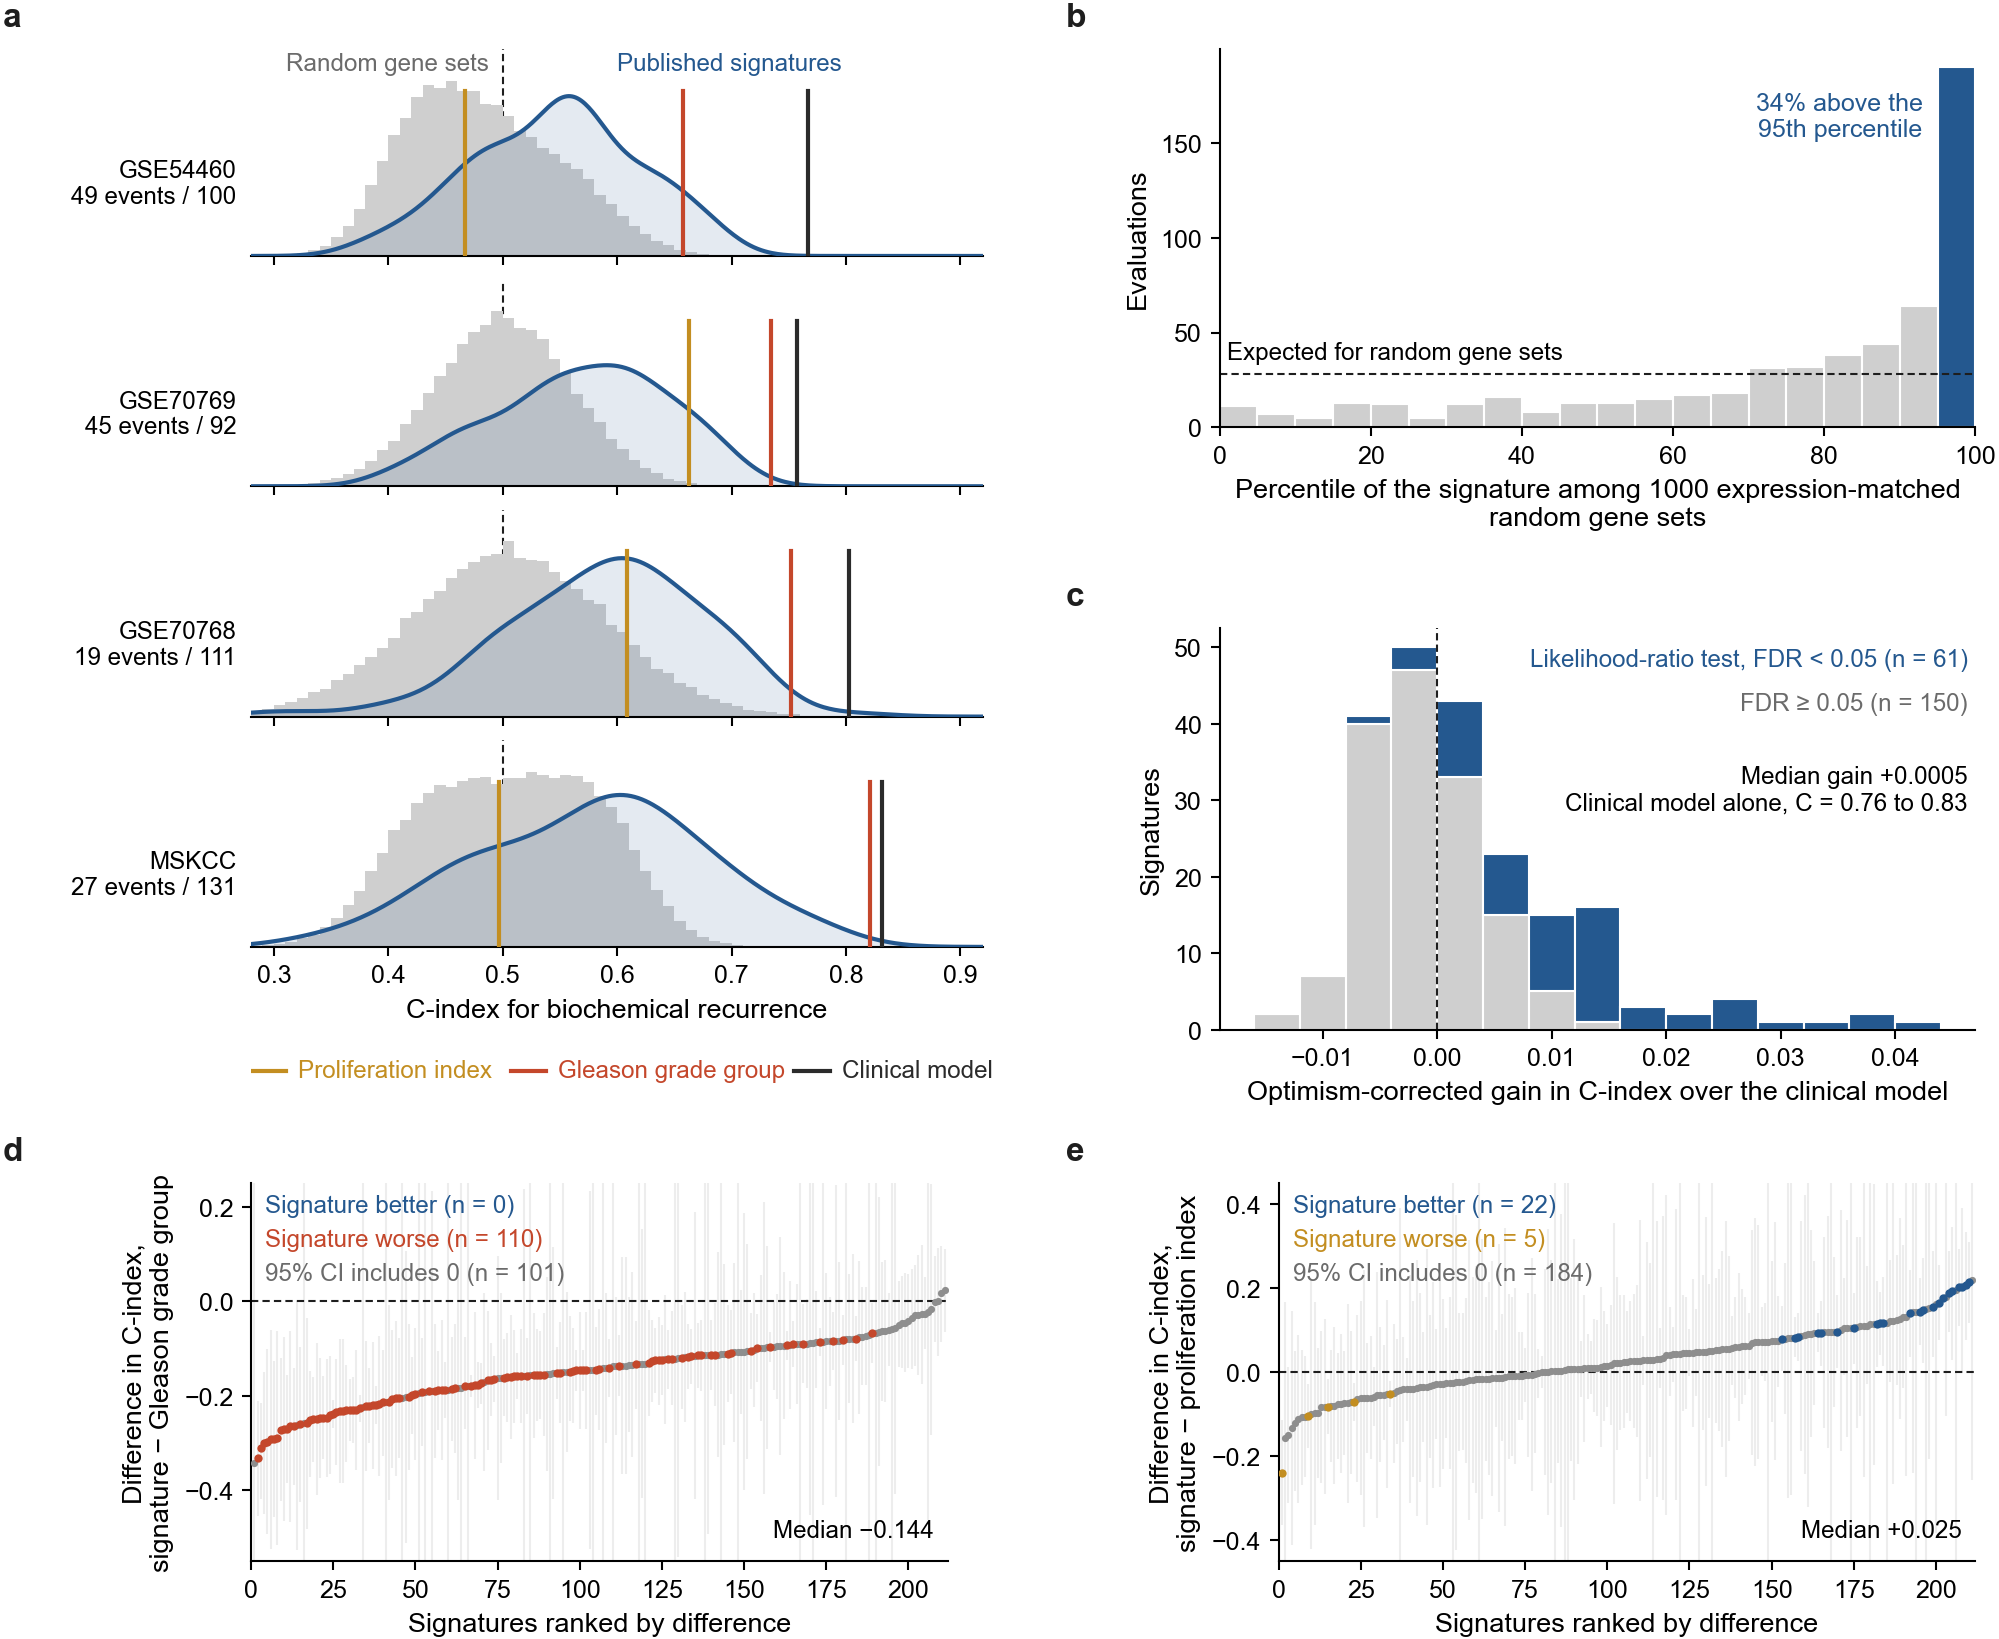 a
Random gene sets
Published signatures
GSE54460
49 events / 100
GSE70769
45 events / 92
GSE70768
19 events / 111
MSKCC
27 events / 131
0.3 0.4 0.5 0.6 0.7 0.8 0.9
C-index for biochemical recurrence
Proliferation index
Gleason grade group
Clinical model
b
34% above the
95th percentile
Expected for random gene sets
Evaluations
150
100
50
0
0 20 40 60 80 100
Percentile of the signature among 1000 expression-matched
random gene sets
c
Likelihood-ratio test, FDR < 0.05 (n = 61)
FDR ≥ 0.05 (n = 150)
Median gain +0.0005
Clinical model alone, C = 0.76 to 0.83
Signatures
50
40
30
20
10
0
−0.01 0.00 0.01 0.02 0.03 0.04
Optimism-corrected gain in C-index over the clinical model
d
Signature better (n = 0)
Signature worse (n = 110)
95% CI includes 0 (n = 101)
Difference in C-index,
signature − Gleason grade group
0.2
0.0
−0.2
−0.4
Median −0.144
0 25 50 75 100 125 150 175 200
Signatures ranked by difference
e
Signature better (n = 22)
Signature worse (n = 5)
95% CI includes 0 (n = 184)
Difference in C-index,
signature − proliferation index
0.4
0.2
0.0
−0.2
−0.4
Median +0.025
0 25 50 75 100 125 150 175 200
Signatures ranked by difference